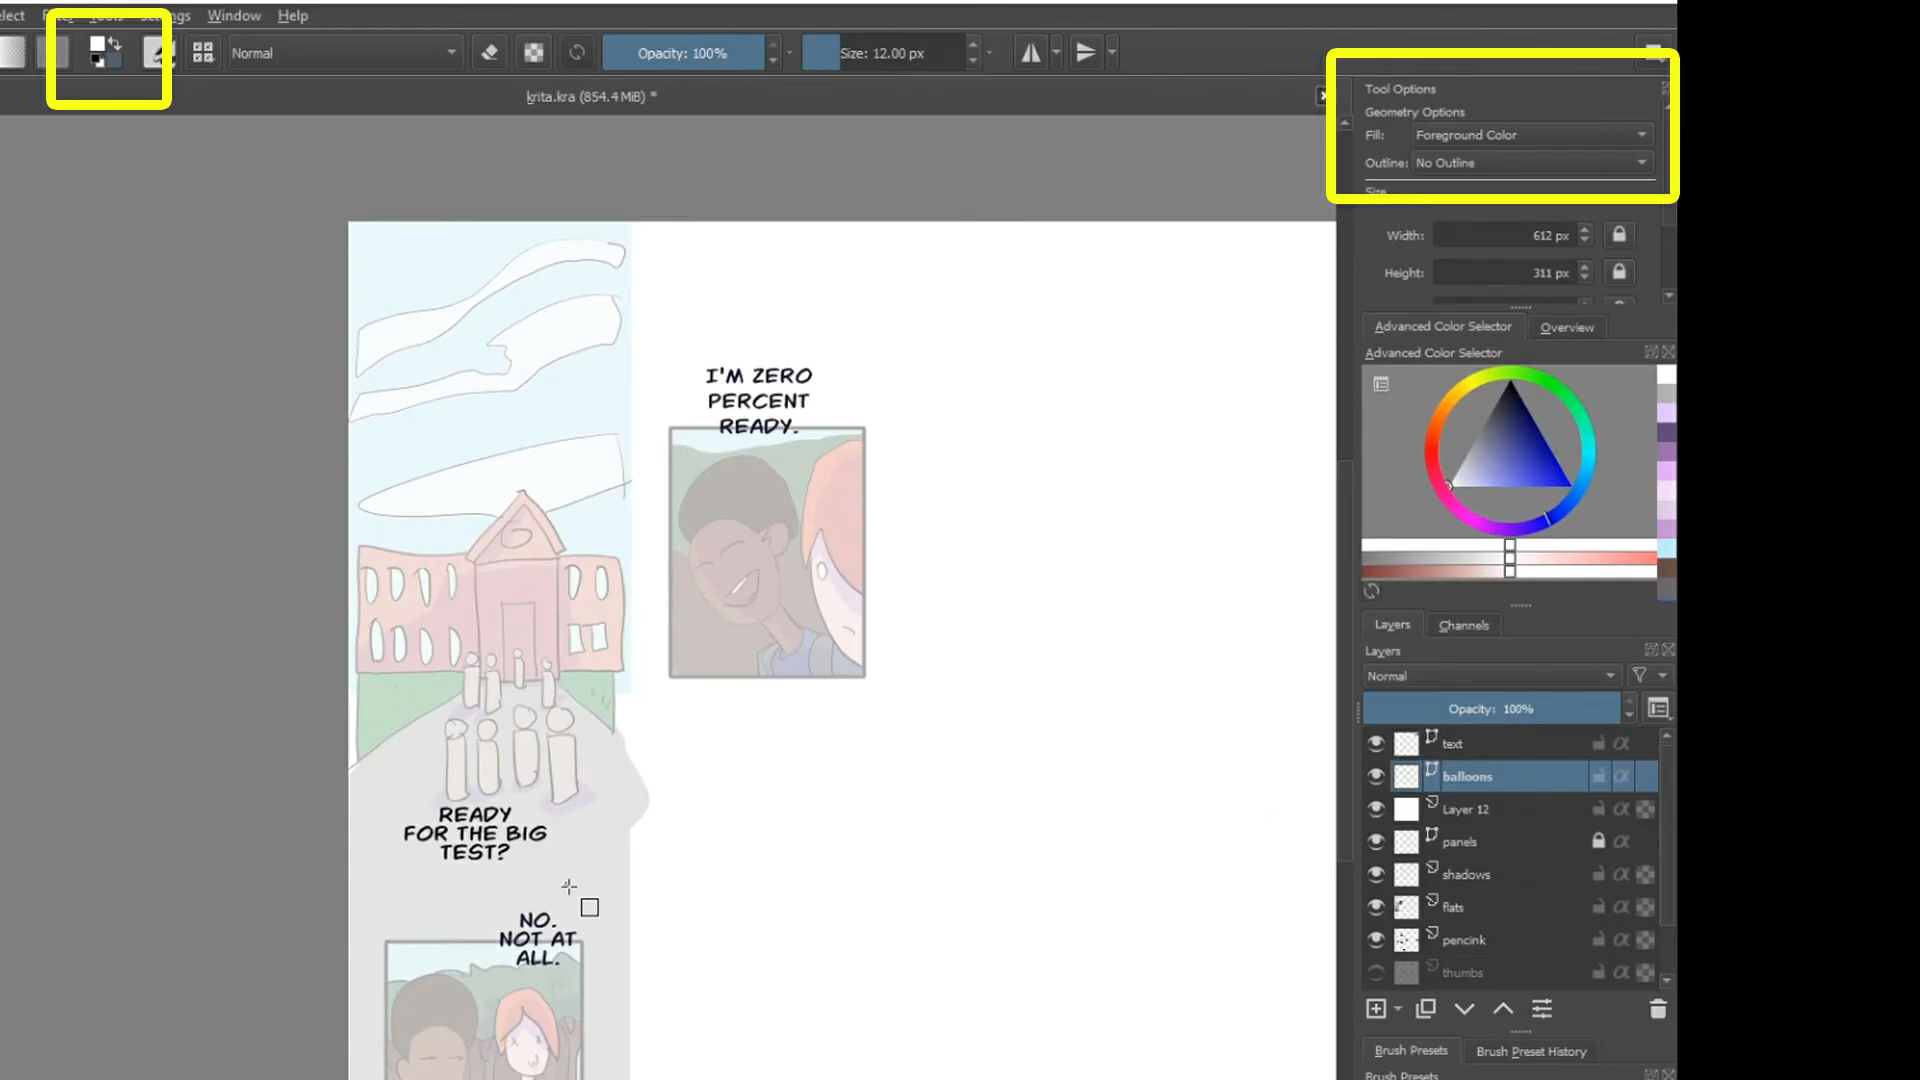 Tools
Settings
Window
Help
Normal
Opacity: 100%
Size: 12.00 px
krita.kra (854.4 MiB) *
Tool Options
Geometry Options
Fill:
Foreground Color
Outline:
No Outline
Size
Width:
612 px
Height:
311 px
Advanced Color Selector
Overview
Advanced Color Selector
I'M ZERO
PERCENT
READY.
READY
FOR THE BIG
TEST?
NO.
NOT AT
ALL.
Layers
Channels
Layers
Normal
Opacity: 100%
text
balloons
Layer 12
panels
shadows
flats
pencink
thumbs
Brush Presets
Brush Preset History
Brush Presets